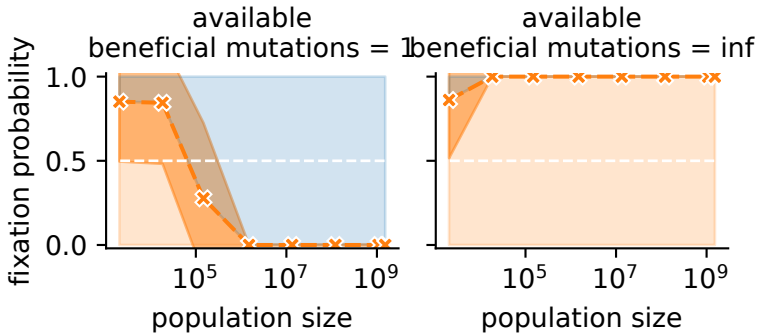 available
beneficial mutations = 1
available
beneficial mutations = inf
fixation probability
1.0
0.5
0.0
10^5
10^7
10^9
10^5
10^7
10^9
population size
population size